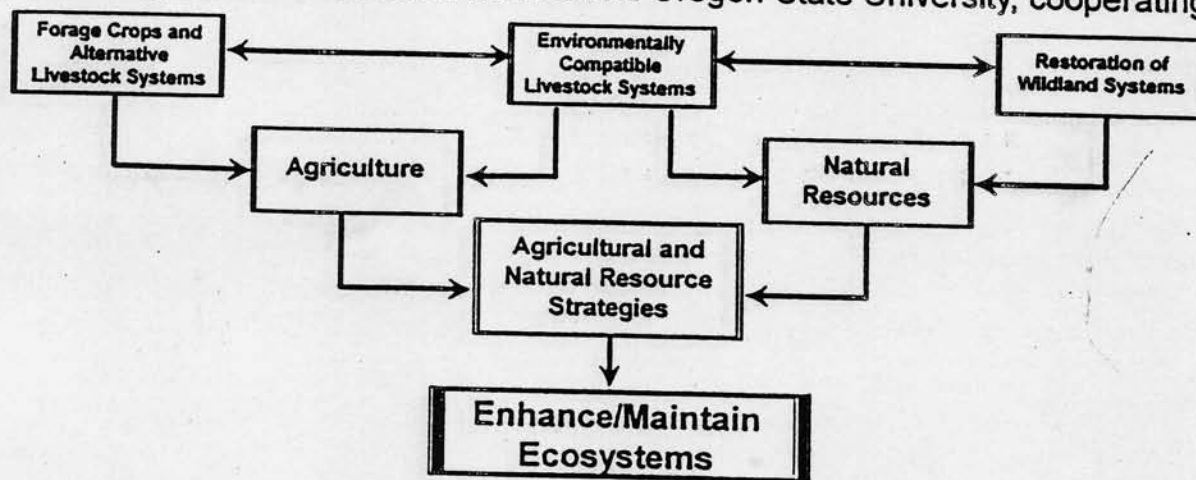 Oregon State University, cooperating
Forage Crops and
Alternative
Livestock Systems
Environmentally
Compatible
Livestock Systems
Restoration of
Wildland Systems
Agriculture
Natural
Resources
Agricultural and
Natural Resource
Strategies
Enhance/Maintain
Ecosystems